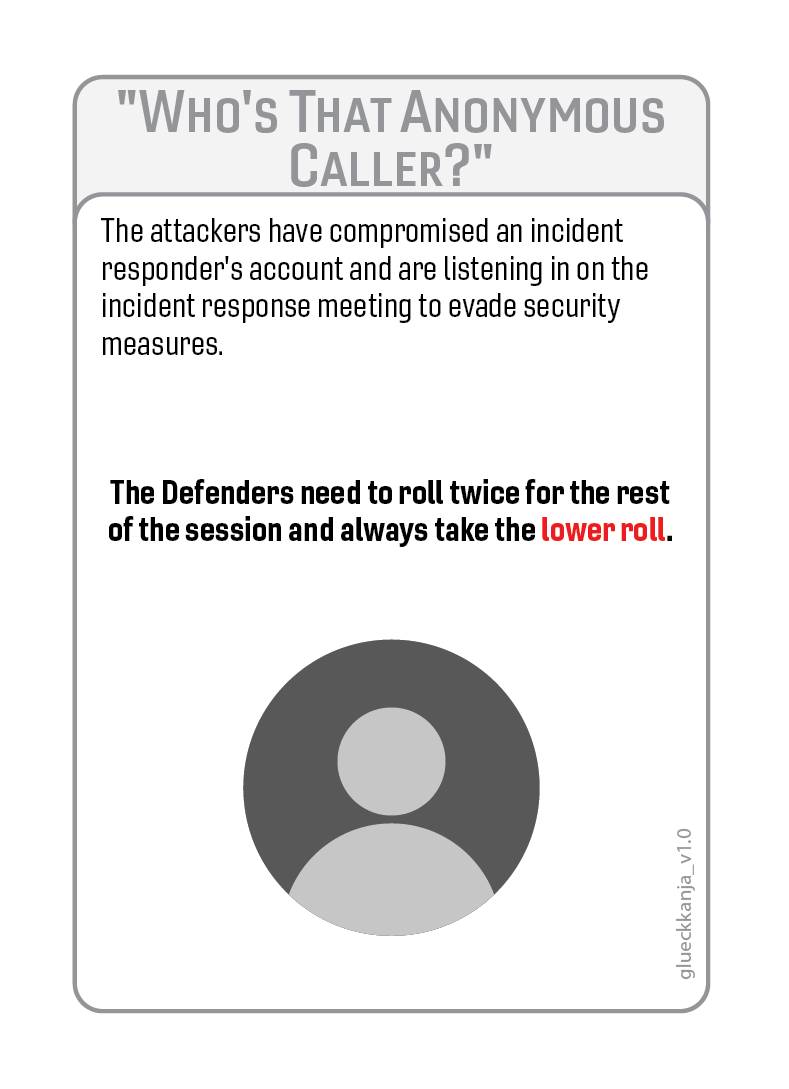 "Who's That Anonymous
Caller?"
The attackers have compromised an incident
responder's account and are listening in on the
incident response meeting to evade security
measures.
The Defenders need to roll twice for the rest
of the session and always take the lower roll.
glueckkanja_v1.0